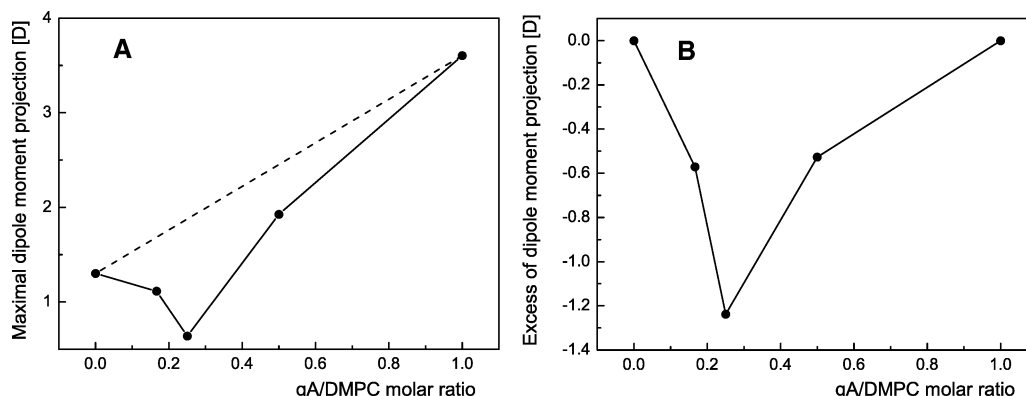 A
Maximal dipole moment projection [D]
4
3
2
1
0.0 0.2 0.4 0.6 0.8 1.0
gA/DMPC molar ratio
B
Excess of dipole moment projection [D]
0.0
-0.2
-0.4
-0.6
-0.8
-1.0
-1.2
-1.4
0.0 0.2 0.4 0.6 0.8 1.0
gA/DMPC molar ratio